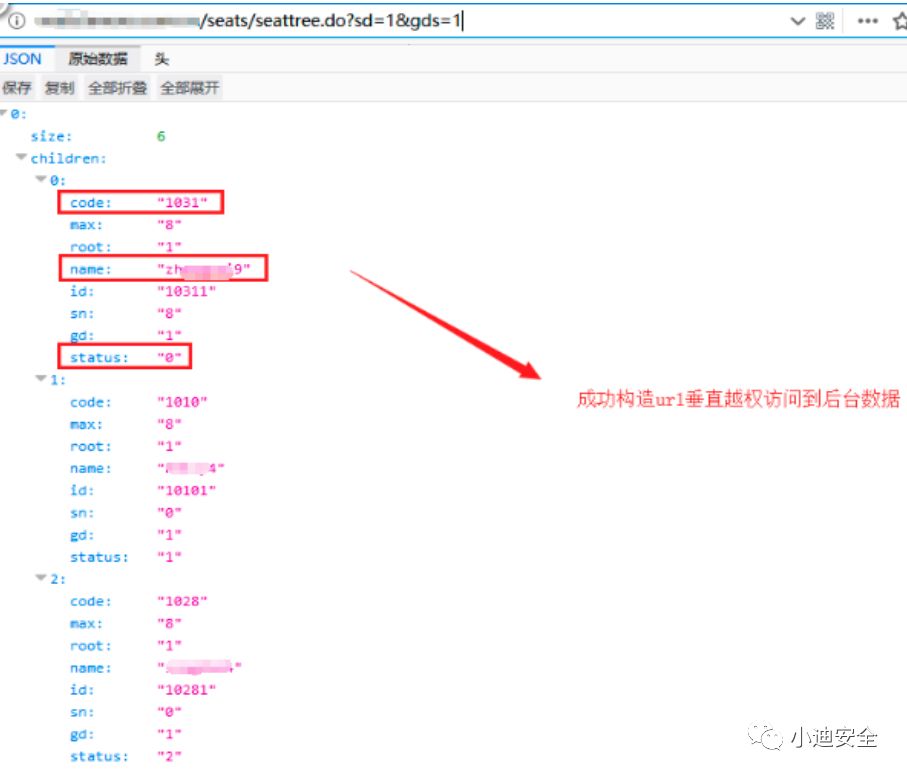 /seats/seattree.do?sd=1&gds=1
JSON 原始数据 头
保存 复制 全部折叠 全部展开
0:
size: 6
children:
0:
code: "1031"
max: "8"
root: "1"
name: "zh 9"
id: "10311"
sn: "8"
gd: "1"
status: "0"
成功构造url垂直越权访问到后台数据
1:
code: "1010"
max: "8"
root: "1"
name: " 4"
id: "10101"
sn: "0"
gd: "1"
status: "1"
2:
code: "1028"
max: "8"
root: "1"
name: " "
id: "10281"
sn: "0"
gd: "1"
status: "2"
小迪安全